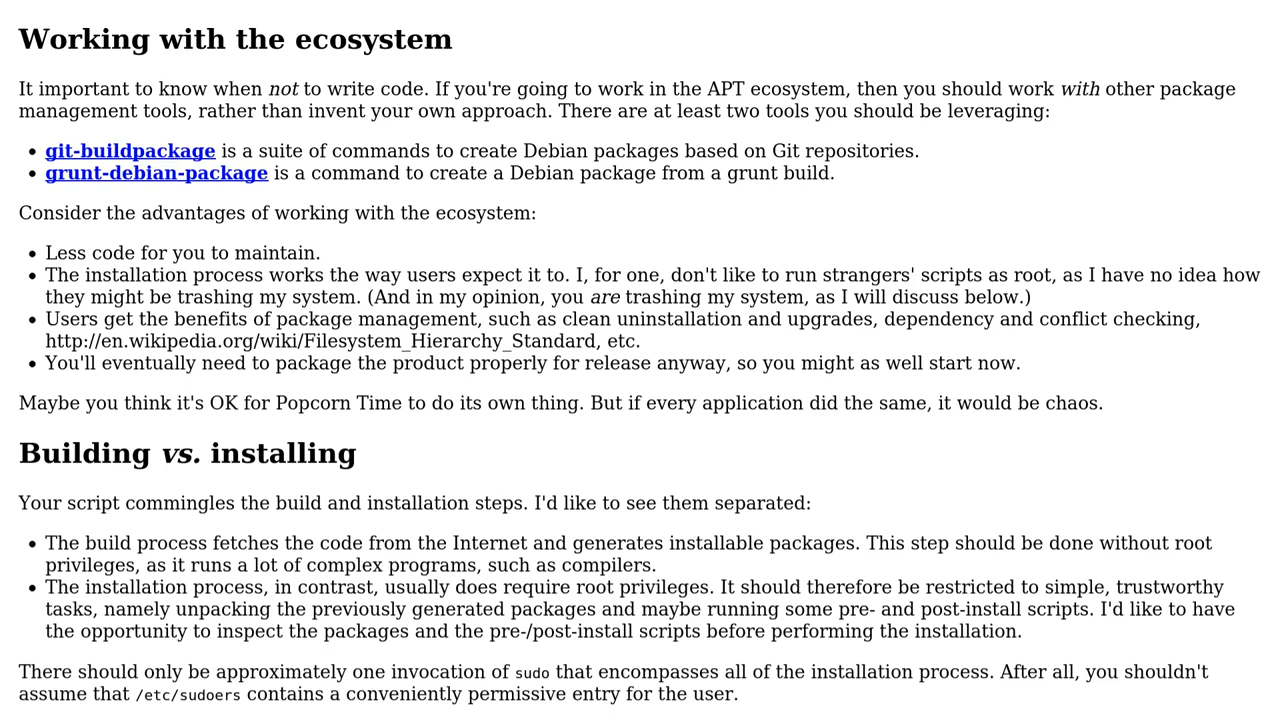 Working with the ecosystem
It important to know when not to write code. If you're going to work in the APT ecosystem, then you should work with other package
management tools, rather than invent your own approach. There are at least two tools you should be leveraging:
• git-buildpackage is a suite of commands to create Debian packages based on Git repositories.
• grunt-debian-package is a command to create a Debian package from a grunt build.
Consider the advantages of working with the ecosystem:
• Less code for you to maintain.
• The installation process works the way users expect it to. I, for one, don't like to run strangers' scripts as root, as I have no idea how
they might be trashing my system. (And in my opinion, you are trashing my system, as I will discuss below.)
• Users get the benefits of package management, such as clean uninstallation and upgrades, dependency and conflict checking,
http://en.wikipedia.org/wiki/Filesystem_Hierarchy_Standard, etc.
• You'll eventually need to package the product properly for release anyway, so you might as well start now.
Maybe you think it's OK for Popcorn Time to do its own thing. But if every application did the same, it would be chaos.
Building vs. installing
Your script commingles the build and installation steps. I'd like to see them separated:
• The build process fetches the code from the Internet and generates installable packages. This step should be done without root
privileges, as it runs a lot of complex programs, such as compilers.
• The installation process, in contrast, usually does require root privileges. It should therefore be restricted to simple, trustworthy
tasks, namely unpacking the previously generated packages and maybe running some pre- and post-install scripts. I'd like to have
the opportunity to inspect the packages and the pre-/post-install scripts before performing the installation.
There should only be approximately one invocation of sudo that encompasses all of the installation process. After all, you shouldn't
assume that /etc/sudoers contains a conveniently permissive entry for the user.